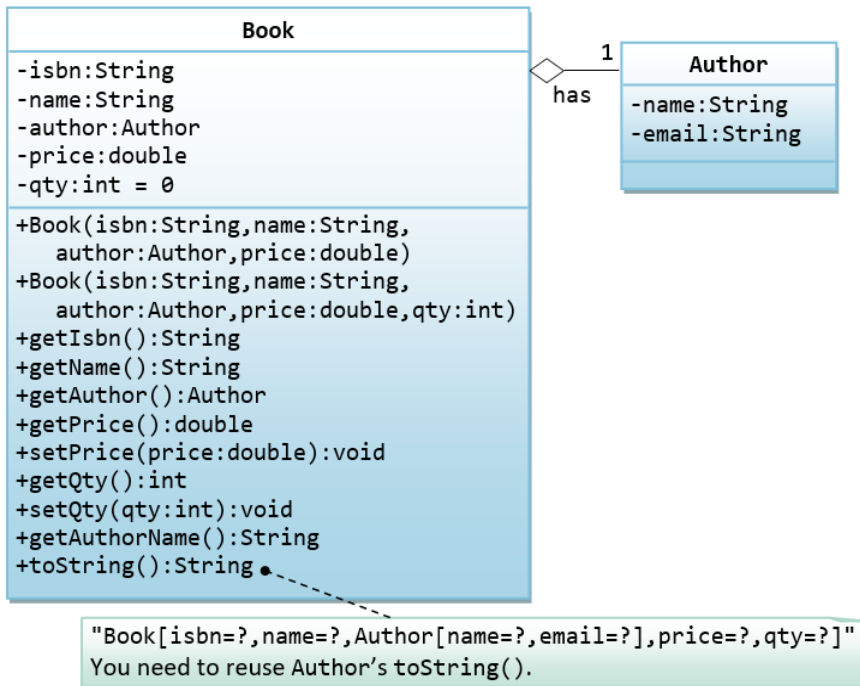 Book
-isbn:String
-name:String
-author:Author
-price:double
-qty:int = 0
+Book(isbn:String,name:String,
author:Author,price:double)
+Book(isbn:String,name:String,
author:Author,price:double,qty:int)
+getIsbn():String
+getName():String
+getAuthor():Author
+getPrice():double
+setPrice(price:double):void
+getQty():int
+setQty(qty:int):void
+getAuthorName():String
+toString():String
1
has
Author
-name:String
-email:String
"Book[isbn=?,name=?,Author[name=?,email=?],price=?,qty=?]"
You need to reuse Author's toString().